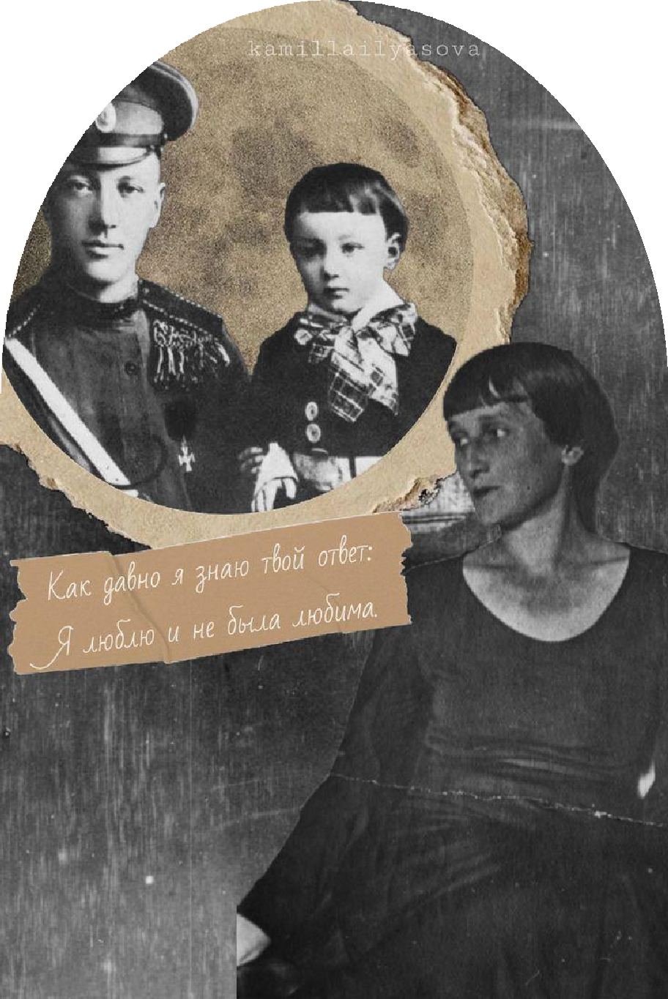 kamillailyasova
Как давно я знаю твой ответ:
Я люблю и не была любима.